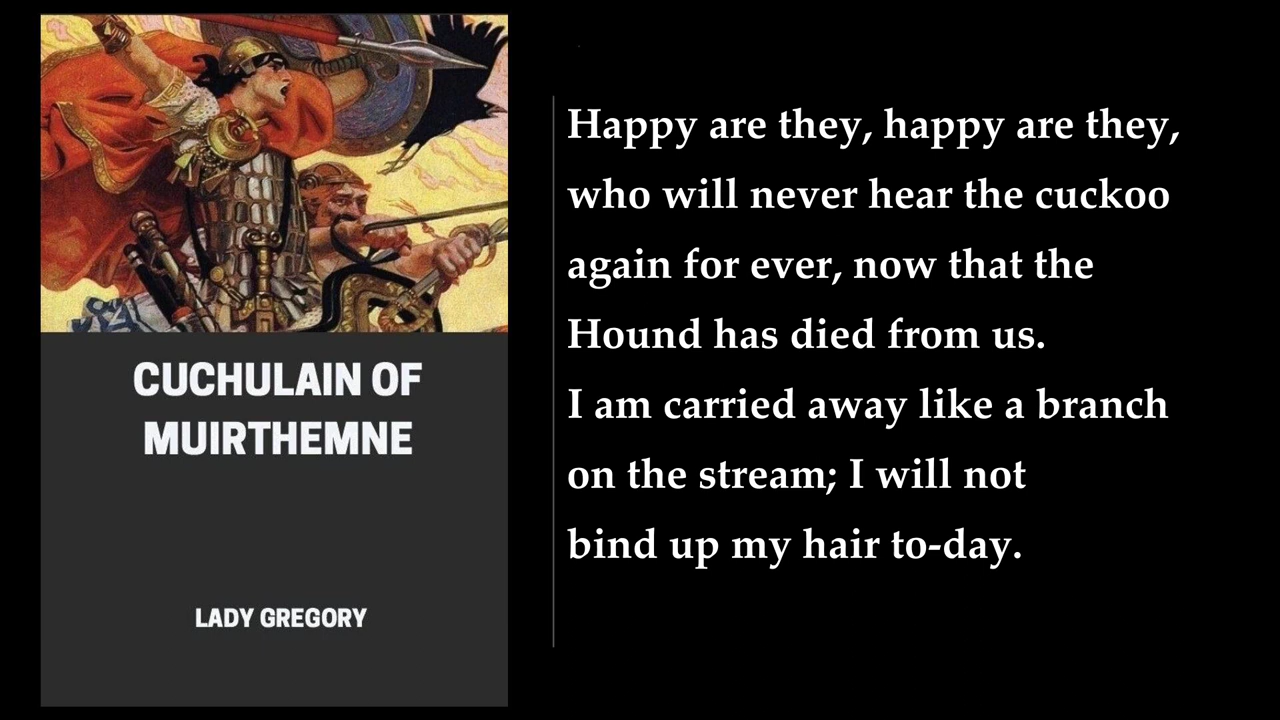 CUCHULAIN OF
MUIRTHEMNE
LADY GREGORY
Happy are they, happy are they,
who will never hear the cuckoo
again for ever, now that the
Hound has died from us.
I am carried away like a branch
on the stream; I will not
bind up my hair to-day.